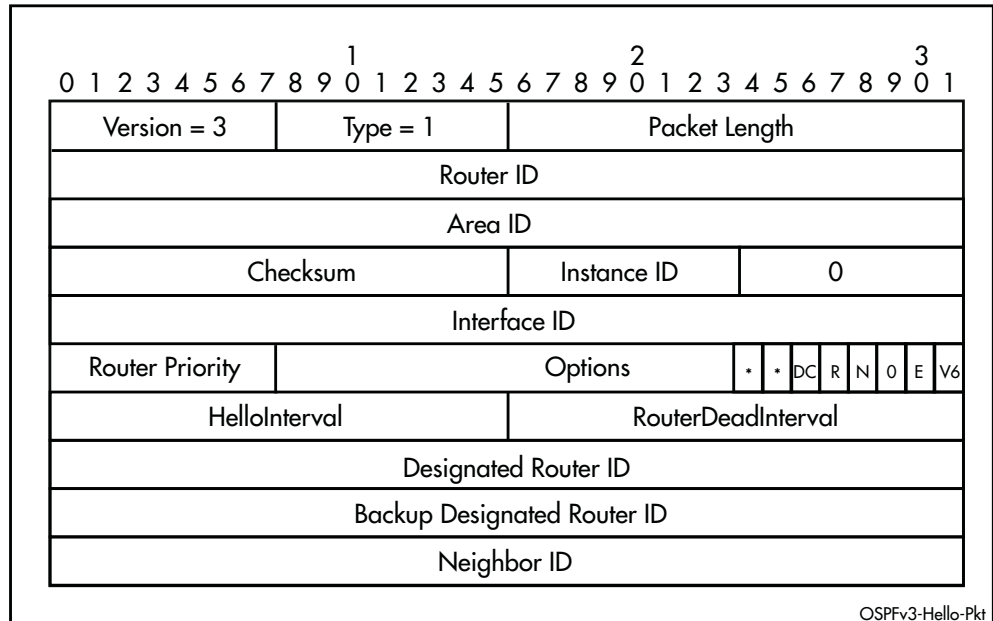 1 2 3
0 1 2 3 4 5 6 7 8 9 0 1 2 3 4 5 6 7 8 9 0 1 2 3 4 5 6 7 8 9 0 1
Version = 3 Type = 1 Packet Length
Router ID
Area ID
Checksum Instance ID 0
Interface ID
Router Priority Options * * DC R N 0 E V6
HelloInterval RouterDeadInterval
Designated Router ID
Backup Designated Router ID
Neighbor ID
OSPFv3-Hello-Pkt